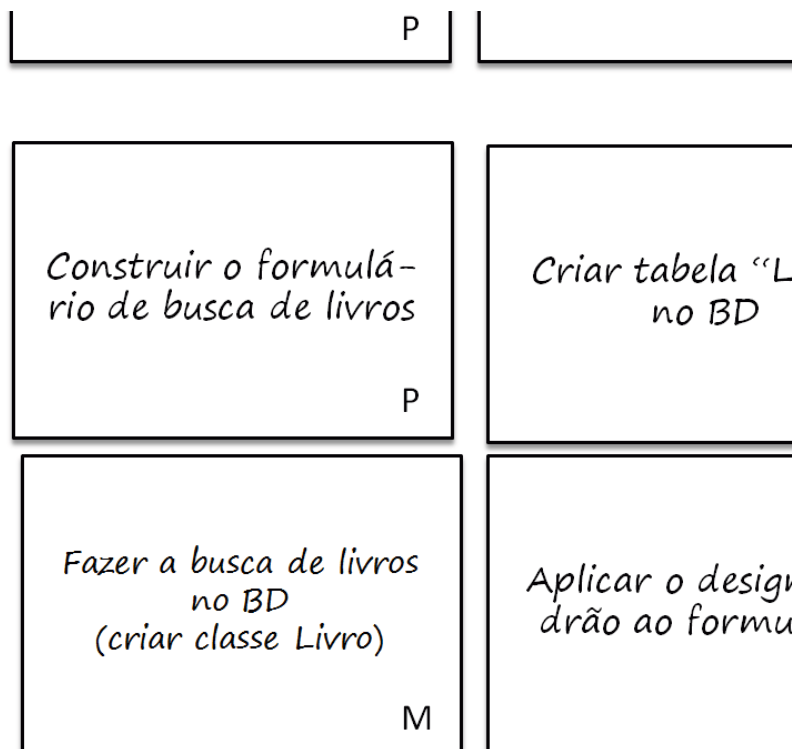 P
Construir o formulá-
rio de busca de livros
P
Criar tabela “L
no BD
Fazer a busca de livros
no BD
(criar classe Livro)
M
Aplicar o design
drão ao formu